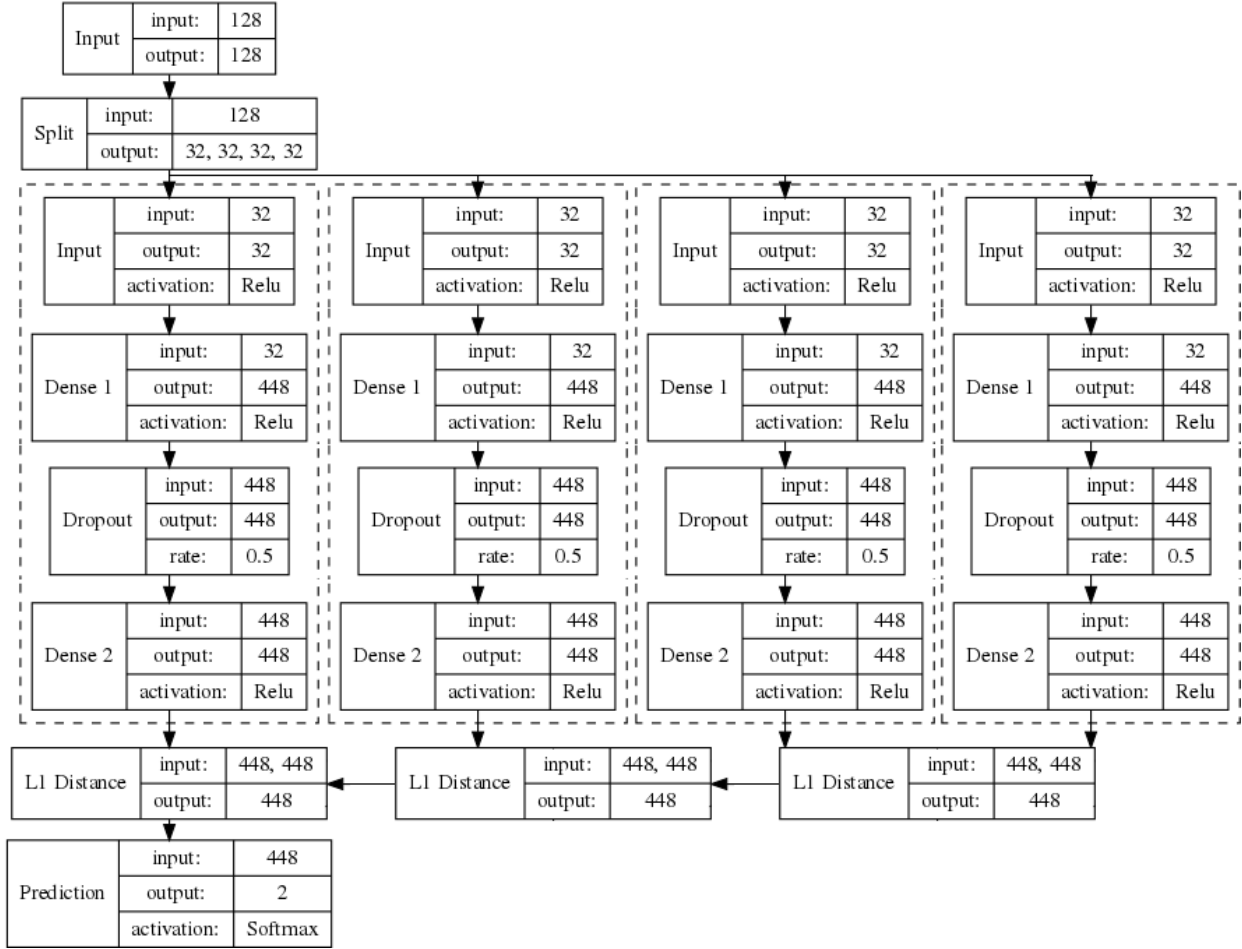 Input
input: 128
output: 128
Split
input: 128
output: 32, 32, 32, 32
Input
input: 32
output: 32
activation: Relu
Dense 1
input: 32
output: 448
activation: Relu
Dropout
input: 448
output: 448
rate: 0.5
Dense 2
input: 448
output: 448
activation: Relu
Input
input: 32
output: 32
activation: Relu
Dense 1
input: 32
output: 448
activation: Relu
Dropout
input: 448
output: 448
rate: 0.5
Dense 2
input: 448
output: 448
activation: Relu
Input
input: 32
output: 32
activation: Relu
Dense 1
input: 32
output: 448
activation: Relu
Dropout
input: 448
output: 448
rate: 0.5
Dense 2
input: 448
output: 448
activation: Relu
Input
input: 32
output: 32
activation: Relu
Dense 1
input: 32
output: 448
activation: Relu
Dropout
input: 448
output: 448
rate: 0.5
Dense 2
input: 448
output: 448
activation: Relu
L1 Distance
input: 448, 448
output: 448
L1 Distance
input: 448, 448
output: 448
L1 Distance
input: 448, 448
output: 448
Prediction
input: 448
output: 2
activation: Softmax